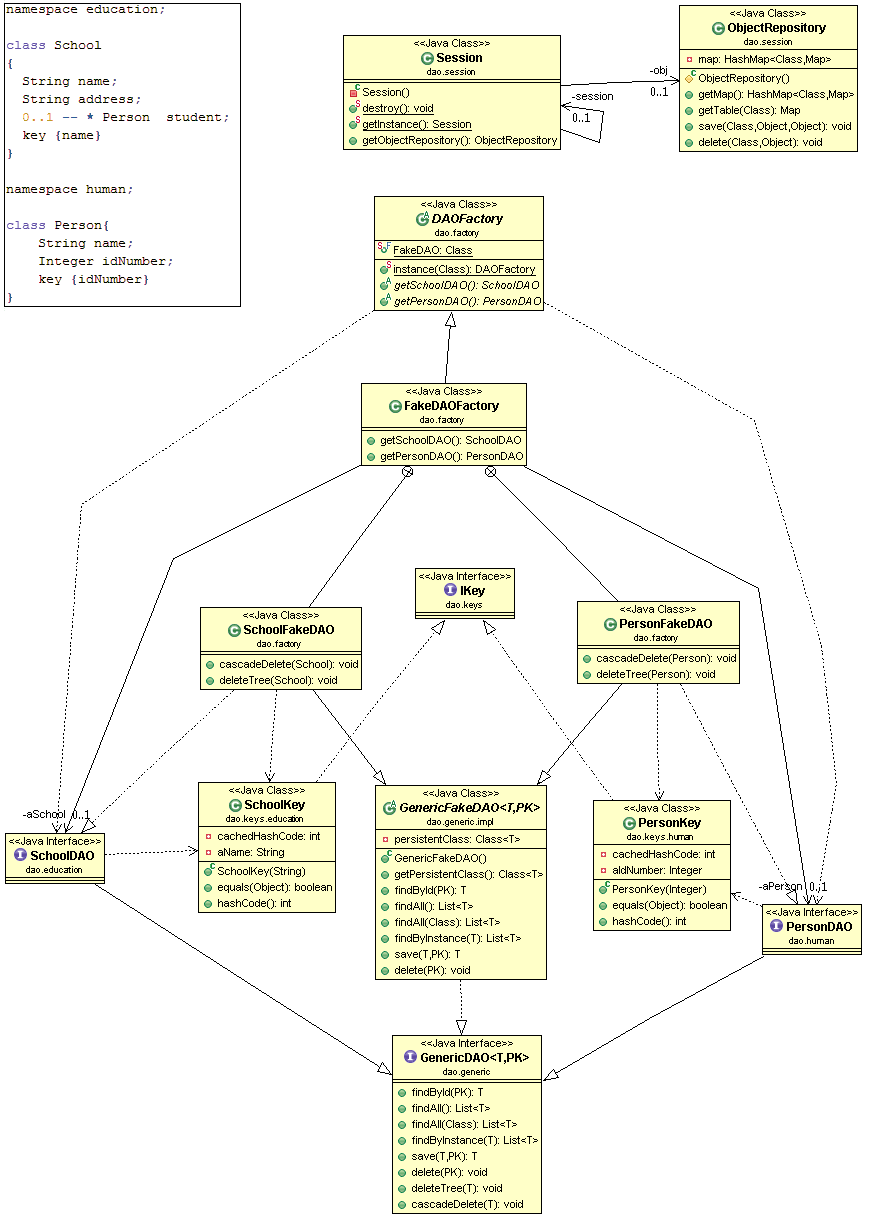 namespace education;
class School
{
String name;
String address;
0..1 -- * Person student;
key {name}
}
namespace human;
class Person{
String name;
Integer idNumber;
key {idNumber}
}
<<Java Class>>
Session
dao.session
Session()
destroy(): void
getInstance(): Session
getObjectRepository(): ObjectRepository
-obj
0..1
-session
0..1
<<Java Class>>
ObjectRepository
dao.session
map: HashMap<Class,Map>
ObjectRepository()
getMap(): HashMap<Class,Map>
getTable(Class): Map
save(Class,Object,Object): void
delete(Class,Object): void
<<Java Class>>
DAOFactory
dao.factory
FakeDAO: Class
instance(Class): DAOFactory
getSchoolDAO(): SchoolDAO
getPersonDAO(): PersonDAO
<<Java Class>>
FakeDAOFactory
dao.factory
getSchoolDAO(): SchoolDAO
getPersonDAO(): PersonDAO
<<Java Interface>>
IKey
dao.keys
<<Java Class>>
SchoolFakeDAO
dao.factory
cascadeDelete(School): void
deleteTree(School): void
<<Java Class>>
PersonFakeDAO
dao.factory
cascadeDelete(Person): void
deleteTree(Person): void
<<Java Class>>
SchoolKey
dao.keys.education
cachedHashCode: int
aName: String
SchoolKey(String)
equals(Object): boolean
hashCode(): int
<<Java Class>>
GenericFakeDAO<T,PK>
dao.generic.impl
persistentClass: Class<T>
GenericFakeDAO()
getPersistentClass(): Class<T>
findById(PK): T
findAll(): List<T>
findAll(Class): List<T>
findByInstance(T): List<T>
save(T,PK): T
delete(PK): void
<<Java Class>>
PersonKey
dao.keys.human
cachedHashCode: int
aIdNumber: Integer
PersonKey(Integer)
equals(Object): boolean
hashCode(): int
-aSchool 0..1
<<Java Interface>>
SchoolDAO
dao.education
-aPerson 0..1
<<Java Interface>>
PersonDAO
dao.human
<<Java Interface>>
GenericDAO<T,PK>
dao.generic
findById(PK): T
findAll(): List<T>
findAll(Class): List<T>
findByInstance(T): List<T>
save(T,PK): T
delete(PK): void
deleteTree(T): void
cascadeDelete(T): void